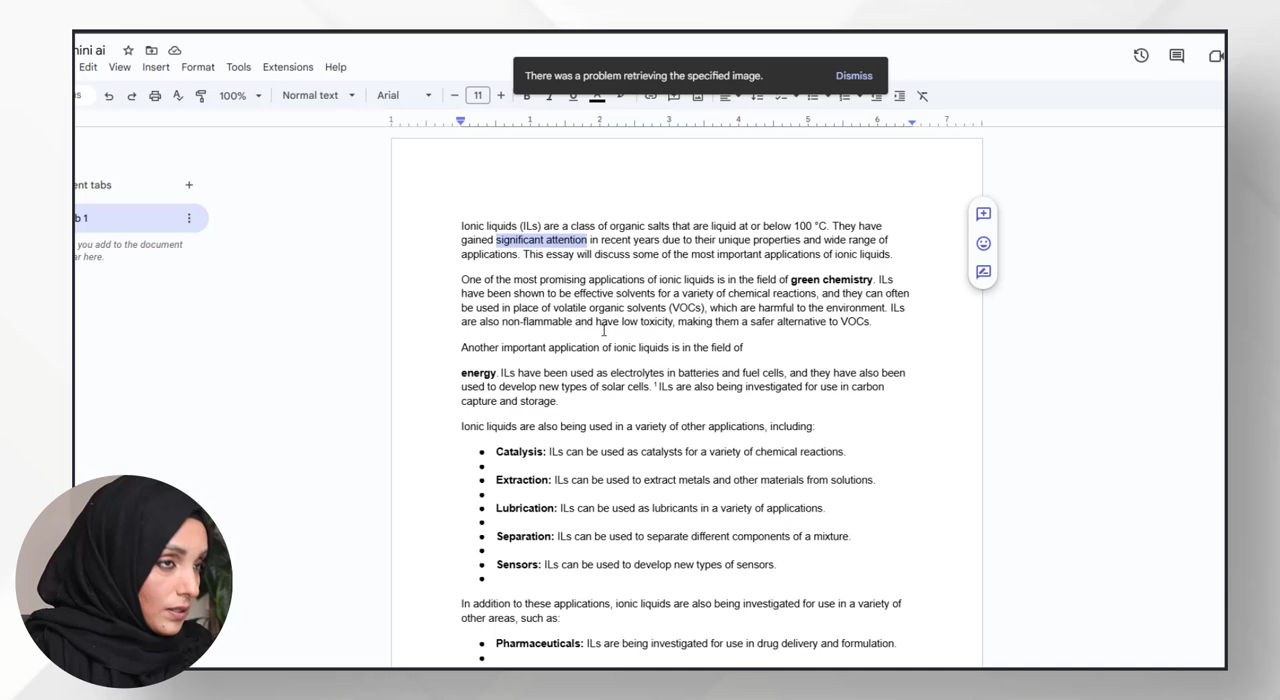 nini ai
Edit View Insert Format Tools Extensions Help
There was a problem retrieving the specified image. Dismiss
100% Normal text Arial 11
1 1 2 3 4 5 6 7
ent tabs
b 1
you add to the document
ar here.
Ionic liquids (ILs) are a class of organic salts that are liquid at or below 100 °C. They have
gained significant attention in recent years due to their unique properties and wide range of
applications. This essay will discuss some of the most important applications of ionic liquids.
One of the most promising applications of ionic liquids is in the field of green chemistry. ILs
have been shown to be effective solvents for a variety of chemical reactions, and they can often
be used in place of volatile organic solvents (VOCs), which are harmful to the environment. ILs
are also non-flammable and have low toxicity, making them a safer alternative to VOCs.
Another important application of ionic liquids is in the field of
energy. ILs have been used as electrolytes in batteries and fuel cells, and they have also been
used to develop new types of solar cells. 1 ILs are also being investigated for use in carbon
capture and storage.
Ionic liquids are also being used in a variety of other applications, including:
• Catalysis: ILs can be used as catalysts for a variety of chemical reactions.
• Extraction: ILs can be used to extract metals and other materials from solutions.
• Lubrication: ILs can be used as lubricants in a variety of applications.
• Separation: ILs can be used to separate different components of a mixture.
• Sensors: ILs can be used to develop new types of sensors.
In addition to these applications, ionic liquids are also being investigated for use in a variety of
other areas, such as:
• Pharmaceuticals: ILs are being investigated for use in drug delivery and formulation.